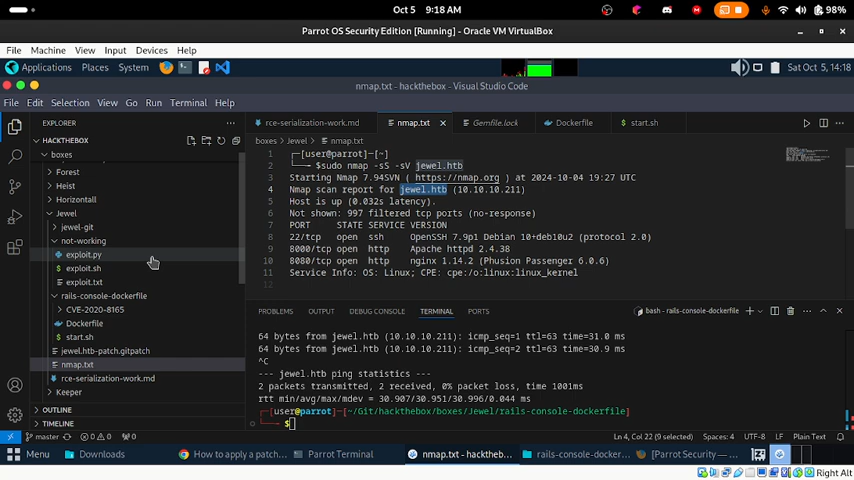 Oct 5 9:18 AM
98%
Parrot OS Security Edition [Running] - Oracle VM VirtualBox
File Machine View Input Devices Help
Applications Places System
Sat Oct 5, 14:18
nmap.txt - hackthebox - Visual Studio Code
File Edit Selection View Go Run Terminal Help
EXPLORER
HACKTHEBOX
boxes
Forest
Heist
Horizontall
Jewel
jewel-git
not-working
exploit.py
exploit.sh
exploit.txt
rails-console-dockerfile
CVE-2020-8165
Dockerfile
start.sh
jewel.htb-patch.gitpatch
nmap.txt
rce-serialization-work.md
Keeper
OUTLINE
TIMELINE
rce-serialization-work.md nmap.txt Gemfile.lock Dockerfile start.sh
boxes > Jewel > nmap.txt
1 ┌─[user@parrot]─[~]
2 └──╼ $sudo nmap -sS -sV jewel.htb
3 Starting Nmap 7.94SVN ( https://nmap.org ) at 2024-10-04 19:27 UTC
4 Nmap scan report for jewel.htb (10.10.10.211)
5 Host is up (0.032s latency).
6 Not shown: 997 filtered tcp ports (no-response)
7 PORT STATE SERVICE VERSION
8 22/tcp open ssh OpenSSH 7.9p1 Debian 10+deb10u2 (protocol 2.0)
9 8000/tcp open http Apache httpd 2.4.38
10 8080/tcp open http nginx 1.14.2 (Phusion Passenger 6.0.6)
11 Service Info: OS: Linux; CPE: cpe:/o:linux:linux_kernel
12
PROBLEMS OUTPUT DEBUG CONSOLE TERMINAL PORTS
bash - rails-console-dockerfile
64 bytes from jewel.htb (10.10.10.211): icmp_seq=1 ttl=63 time=31.0 ms
64 bytes from jewel.htb (10.10.10.211): icmp_seq=2 ttl=63 time=30.9 ms
^C
--- jewel.htb ping statistics ---
2 packets transmitted, 2 received, 0% packet loss, time 1001ms
rtt min/avg/max/mdev = 30.907/30.951/30.996/0.044 ms
┌─[user@parrot]─[~/Git/hackthebox/boxes/Jewel/rails-console-dockerfile]
└──╼ $
master 0 0 0
Ln 4, Col 22 (9 selected) Spaces: 4 UTF-8 LF Plain Text
Menu Downloads How to apply a patch... Parrot Terminal nmap.txt - hacktheb... rails-console-docker... [Parrot Security — ...
Right Alt